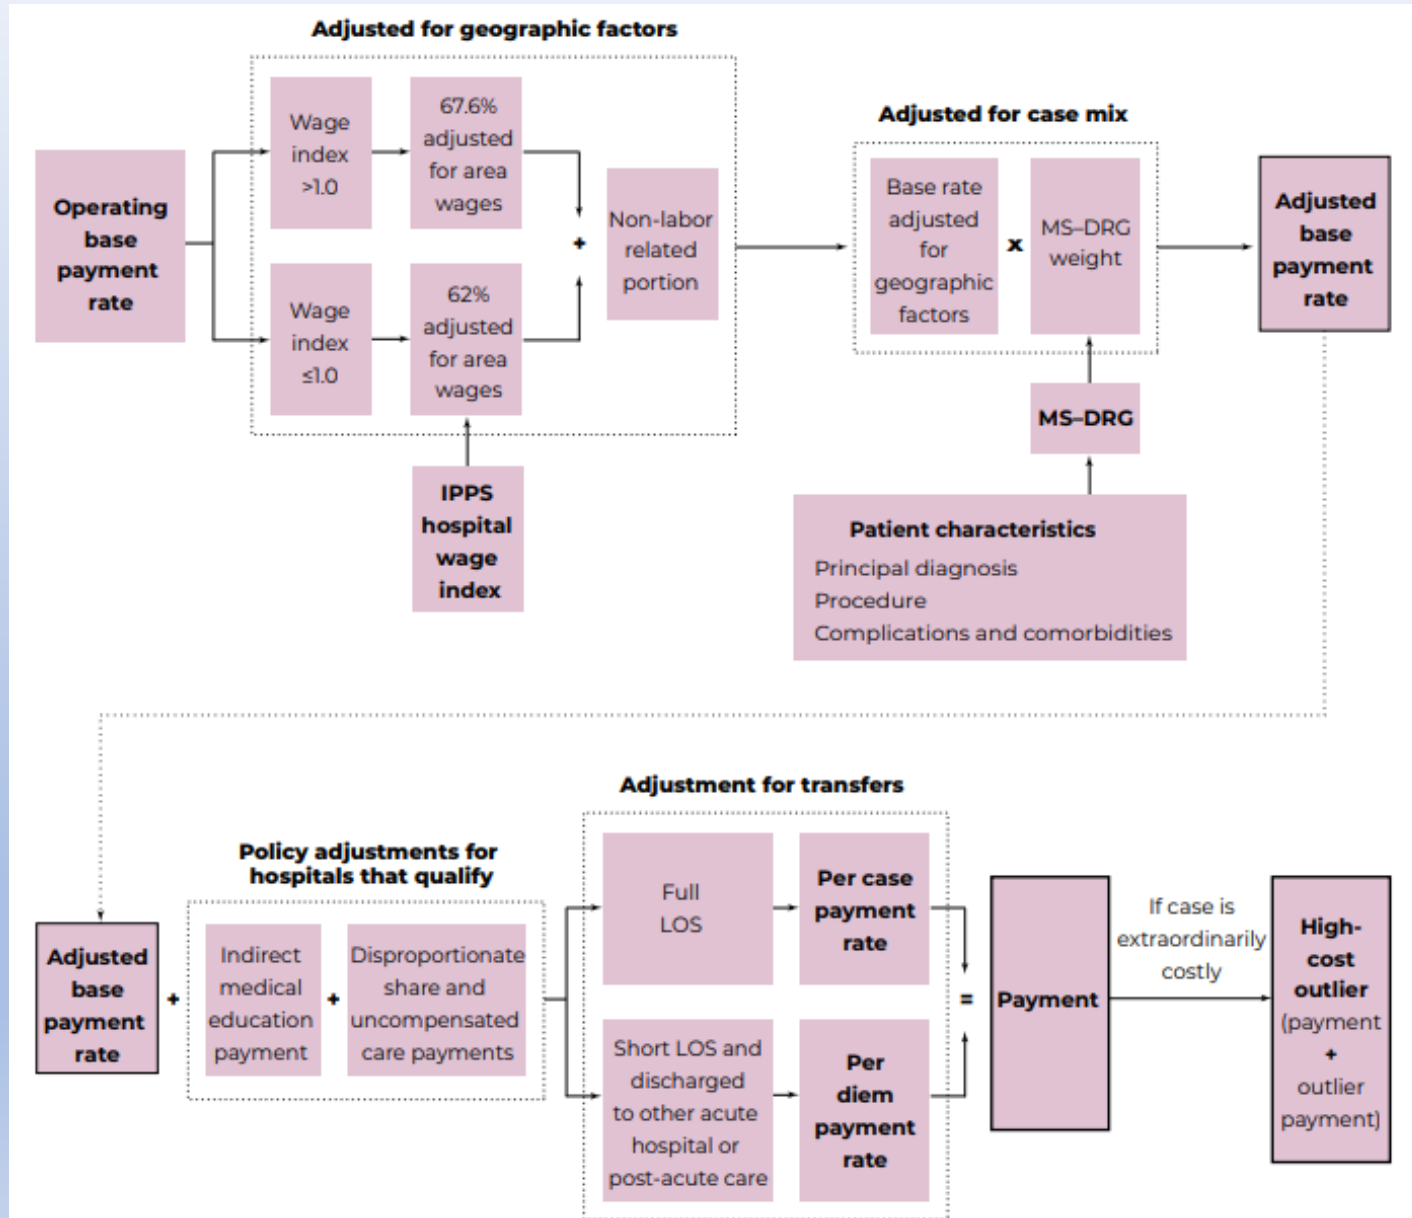 Adjusted for geographic factors
Operating
base
payment
rate
Wage
index
>1.0
67.6%
adjusted
for area
wages
Wage
index
≤1.0
62%
adjusted
for area
wages
+
Non-labor
related
portion
IPPS
hospital
wage
index
Adjusted for case mix
Base rate
adjusted
for
geographic
factors
x
MS–DRG
weight
MS–DRG
Patient characteristics
Principal diagnosis
Procedure
Complications and comorbidities
Adjusted
base
payment
rate
Adjusted
base
payment
rate
+
Policy adjustments for
hospitals that qualify
Indirect
medical
education
payment
+
Disproportionate
share and
uncompensated
care payments
Adjustment for transfers
Full
LOS
Per case
payment
rate
Short LOS and
discharged
to other acute
hospital or
post-acute care
Per
diem
payment
rate
=
Payment
If case is
extraordinarily
costly
High-
cost
outlier
(payment
+
outlier
payment)